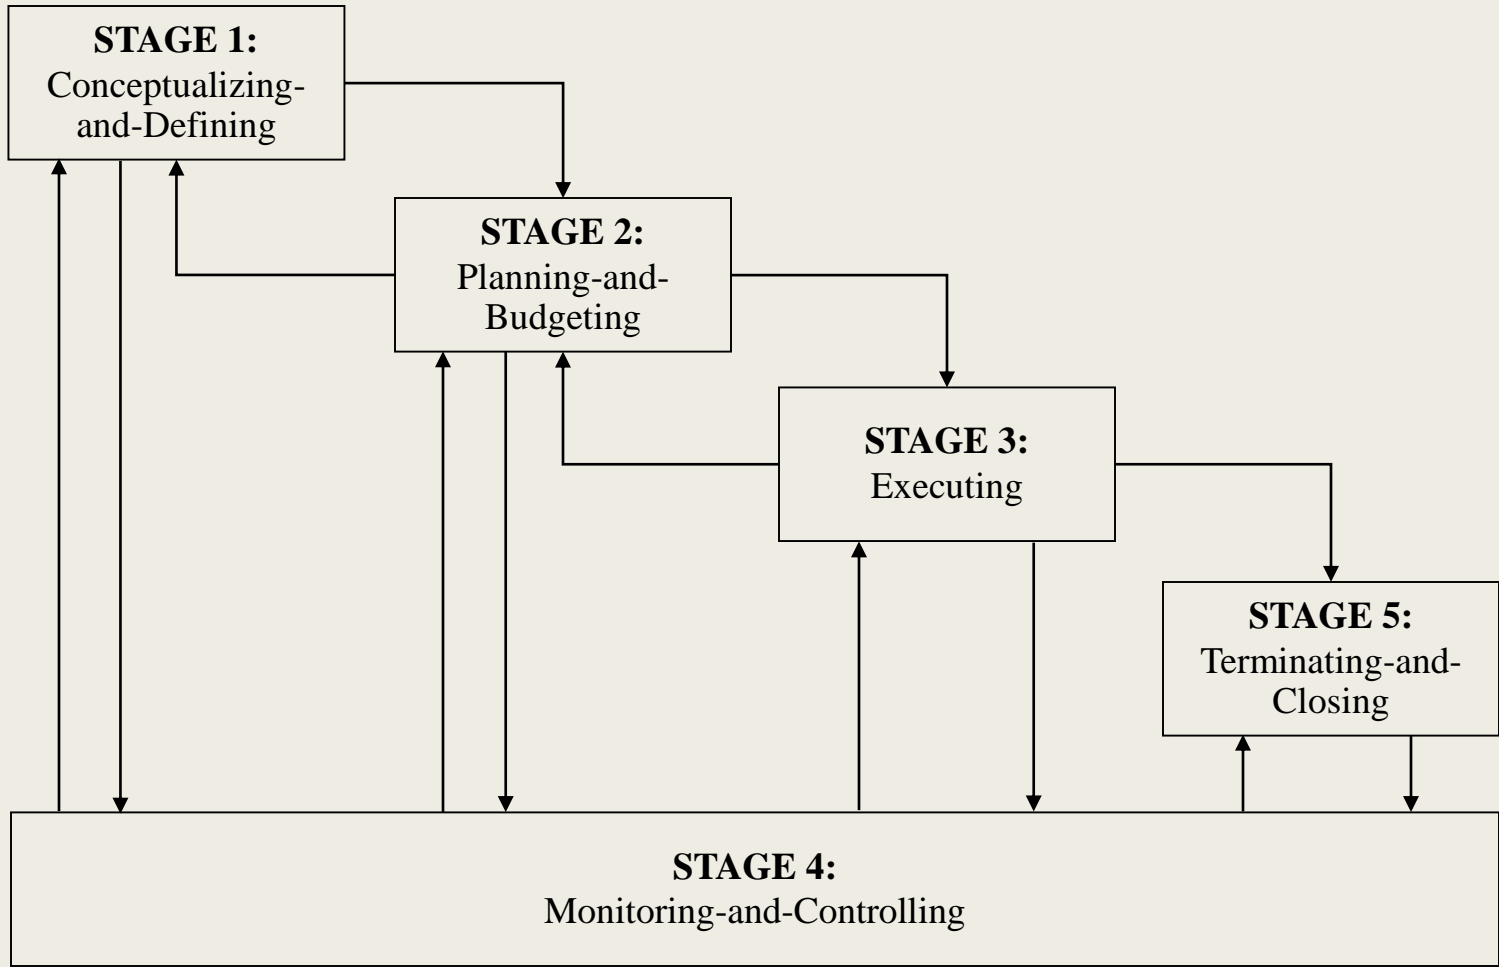 STAGE 1:
Conceptualizing-
and-Defining
STAGE 2:
Planning-and-
Budgeting
STAGE 3:
Executing
STAGE 5:
Terminating-and-
Closing
STAGE 4:
Monitoring-and-Controlling